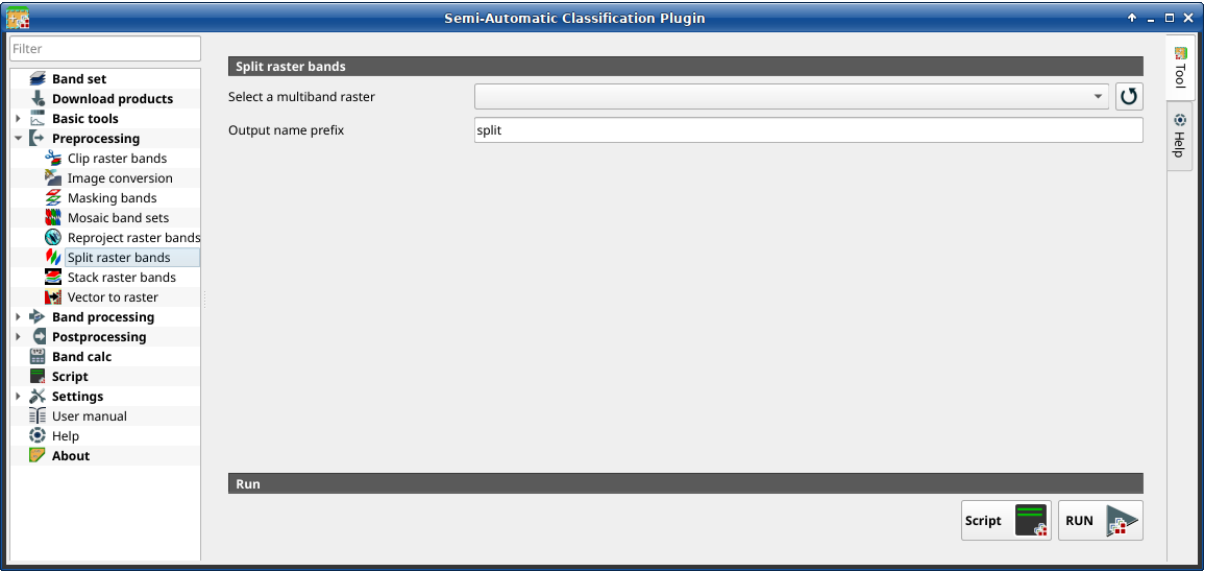 Semi-Automatic Classification Plugin
Filter
Band set
Download products
Basic tools
Preprocessing
Clip raster bands
Image conversion
Masking bands
Mosaic band sets
Reproject raster bands
Split raster bands
Stack raster bands
Vector to raster
Band processing
Postprocessing
Band calc
Script
Settings
User manual
Help
About
Split raster bands
Select a multiband raster
Output name prefix split
Run
Script RUN
Tool
Help